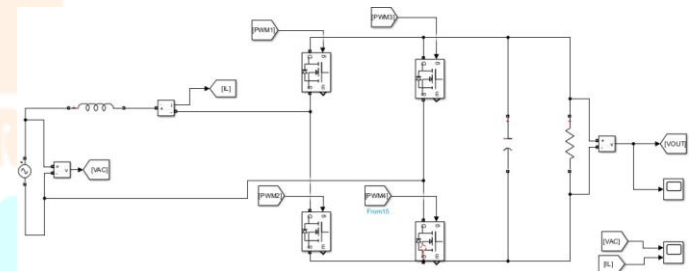 [PWM3]
[PWM1]
[IL]
[VAC]
[VOUT]
[PWM2]
[PWM4]
From15
[VAC]
[IL]